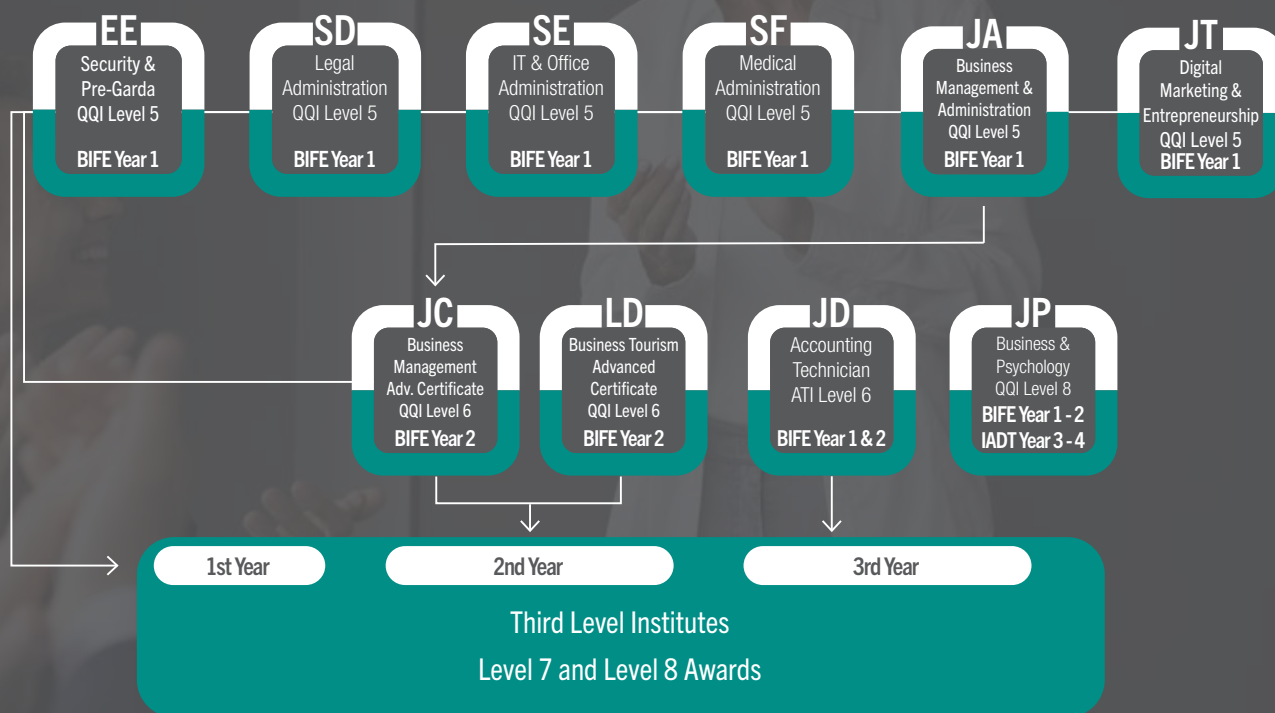 EE
Security &
Pre-Garda
QQI Level 5
BIFE Year 1
SD
Legal
Administration
QQI Level 5
BIFE Year 1
SE
IT & Office
Administration
QQI Level 5
BIFE Year 1
SF
Medical
Administration
QQI Level 5
BIFE Year 1
JA
Business
Management &
Administration
QQI Level 5
BIFE Year 1
JT
Digital
Marketing &
Entrepreneurship
QQI Level 5
BIFE Year 1
JC
Business
Management
Adv. Certificate
QQI Level 6
BIFE Year 2
LD
Business Tourism
Advanced
Certificate
QQI Level 6
BIFE Year 2
JD
Accounting
Technician
ATI Level 6
BIFE Year 1 & 2
JP
Business &
Psychology
QQI Level 8
BIFE Year 1 - 2
IADT Year 3 - 4
1st Year
2nd Year
3rd Year
Third Level Institutes
Level 7 and Level 8 Awards